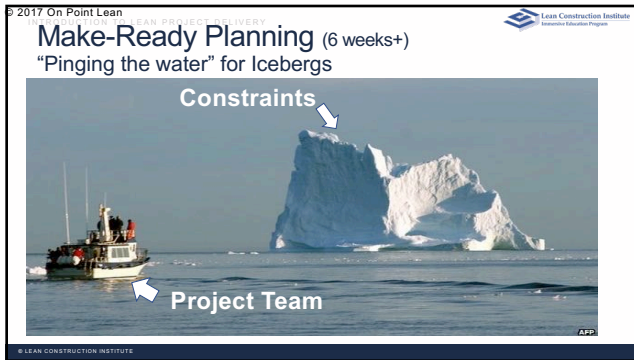 © 2017 On Point Lean
INTRODUCTION TO LEAN PROJECT DELIVERY
Lean Construction Institute
Immersive Education Program
Make-Ready Planning (6 weeks+)
“Pinging the water” for Icebergs
Constraints
Project Team
AFP
© LEAN CONSTRUCTION INSTITUTE